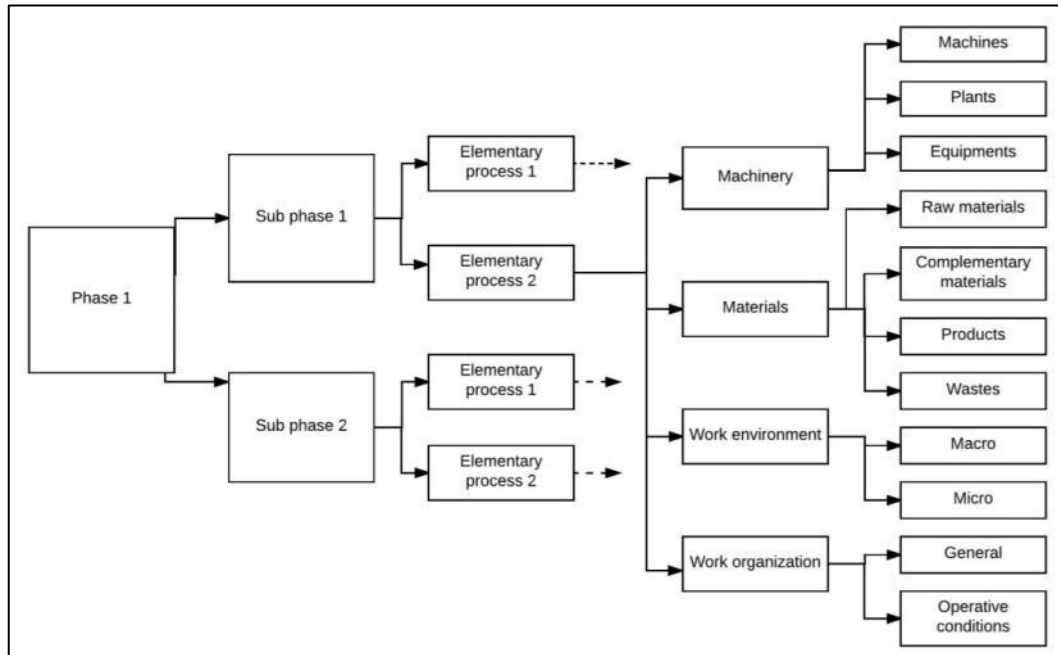 Machines
Plants
Elementary
process 1
Equipments
Sub phase 1
Machinery
Raw materials
Elementary
process 2
Complementary
materials
Phase 1
Materials
Products
Elementary
process 1
Wastes
Sub phase 2
Work environment
Macro
Elementary
process 2
Micro
General
Work organization
Operative
conditions